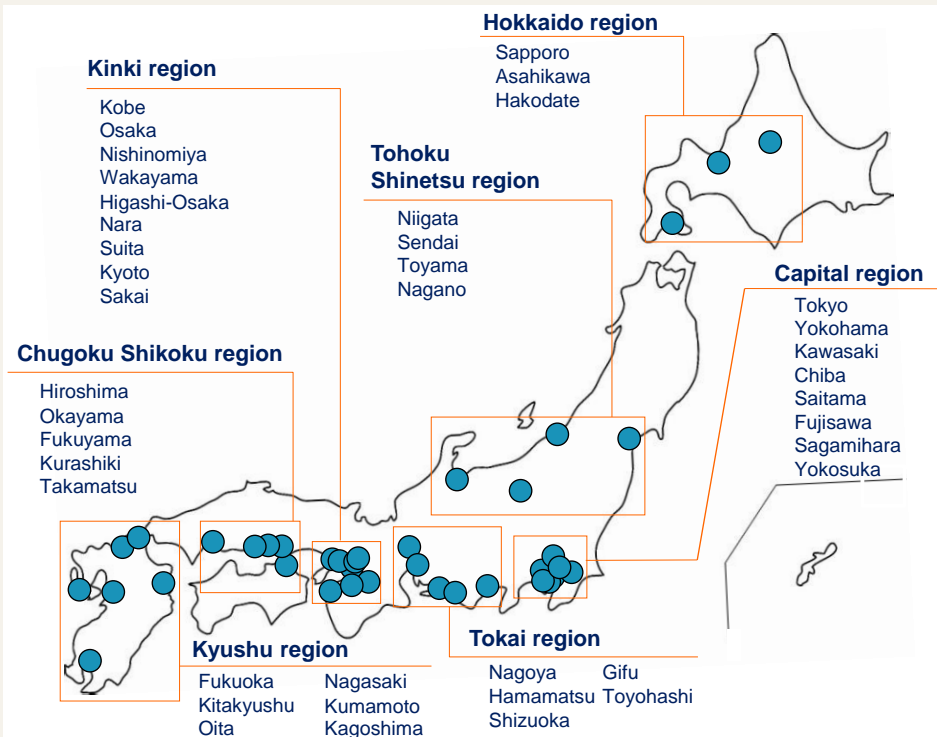 Hokkaido region
Sapporo
Asahikawa
Hakodate
Kinki region
Kobe
Osaka
Nishinomiya
Wakayama
Higashi-Osaka
Nara
Suita
Kyoto
Sakai
Tohoku
Shinetsu region
Niigata
Sendai
Toyama
Nagano
Capital region
Tokyo
Yokohama
Kawasaki
Chiba
Saitama
Fujisawa
Sagamihara
Yokosuka
Chugoku Shikoku region
Hiroshima
Okayama
Fukuyama
Kurashiki
Takamatsu
Kyushu region
Fukuoka Nagasaki
Kitakyushu Kumamoto
Oita Kagoshima
Tokai region
Nagoya Gifu
Hamamatsu Toyohashi
Shizuoka